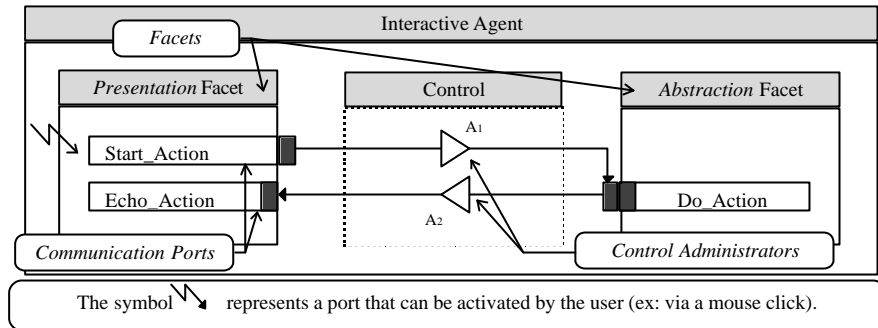 Interactive Agent
Facets
Presentation Facet
Control
Abstraction Facet
A1
Start_Action
Echo_Action
A2
Do_Action
Communication Ports
Control Administrators
The symbol represents a port that can be activated by the user (ex: via a mouse click).